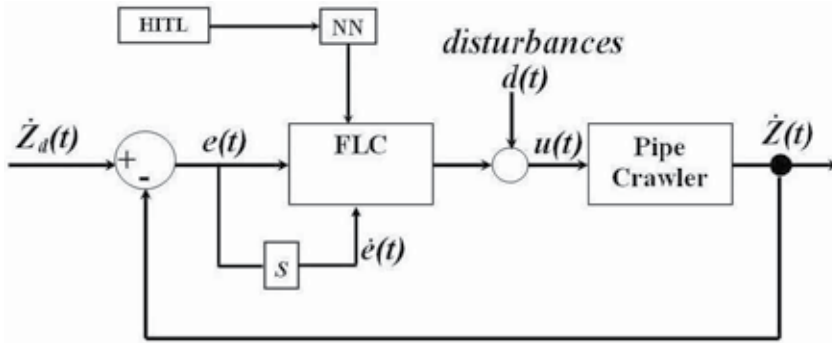 HITL
NN
disturbances
d(t)
Ż_d(t)
+
-
e(t)
FLC
u(t)
Pipe
Crawler
Ż(t)
S
ė(t)